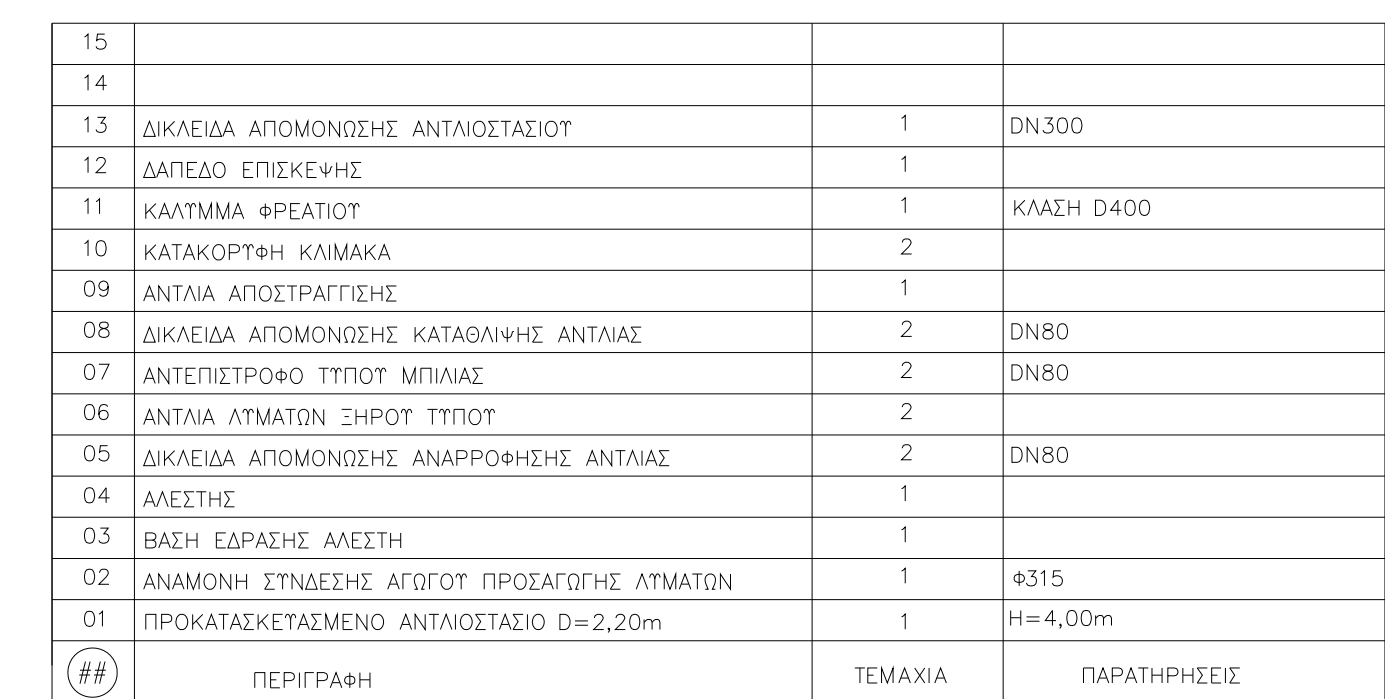 15
14
13 ΔΙΚΛΕΙΔΑ ΑΠΟΜΟΝΩΣΗΣ ΑΝΤΛΙΟΣΤΑΣΙΟΥ 1 DN300
12 ΔΑΠΕΔΟ ΕΠΙΣΚΕΨΗΣ 1
11 ΚΑΛΥΜΜΑ ΦΡΕΑΤΙΟΥ 1 ΚΛΑΣΗ D400
10 ΚΑΤΑΚΟΡΥΦΗ ΚΛΙΜΑΚΑ 2
09 ΑΝΤΛΙΑ ΑΠΟΣΤΡΑΓΓΙΣΗΣ 1
08 ΔΙΚΛΕΙΔΑ ΑΠΟΜΟΝΩΣΗΣ ΚΑΤΑΘΛΙΨΗΣ ΑΝΤΛΙΑΣ 2 DN80
07 ΑΝΤΕΠΙΣΤΡΟΦΟ ΤΥΠΟΥ ΜΠΙΛΙΑΣ 2 DN80
06 ΑΝΤΛΙΑ ΛΥΜΑΤΩΝ ΞΗΡΟΥ ΤΥΠΟΥ 2
05 ΔΙΚΛΕΙΔΑ ΑΠΟΜΟΝΩΣΗΣ ΑΝΑΡΡΟΦΗΣΗΣ ΑΝΤΛΙΑΣ 2 DN80
04 ΑΛΕΣΤΗΣ 1
03 ΒΑΣΗ ΕΔΡΑΣΗΣ ΑΛΕΣΤΗ 1
02 ΑΝΑΜΟΝΗ ΣΥΝΔΕΣΗΣ ΑΓΩΓΟΥ ΠΡΟΣΑΓΩΓΗΣ ΛΥΜΑΤΩΝ 1 Φ315
01 ΠΡΟΚΑΤΑΣΚΕΥΑΣΜΕΝΟ ΑΝΤΛΙΟΣΤΑΣΙΟ D=2,20m 1 H=4,00m
## ΠΕΡΙΓΡΑΦΗ ΤΕΜΑΧΙΑ ΠΑΡΑΤΗΡΗΣΕΙΣ